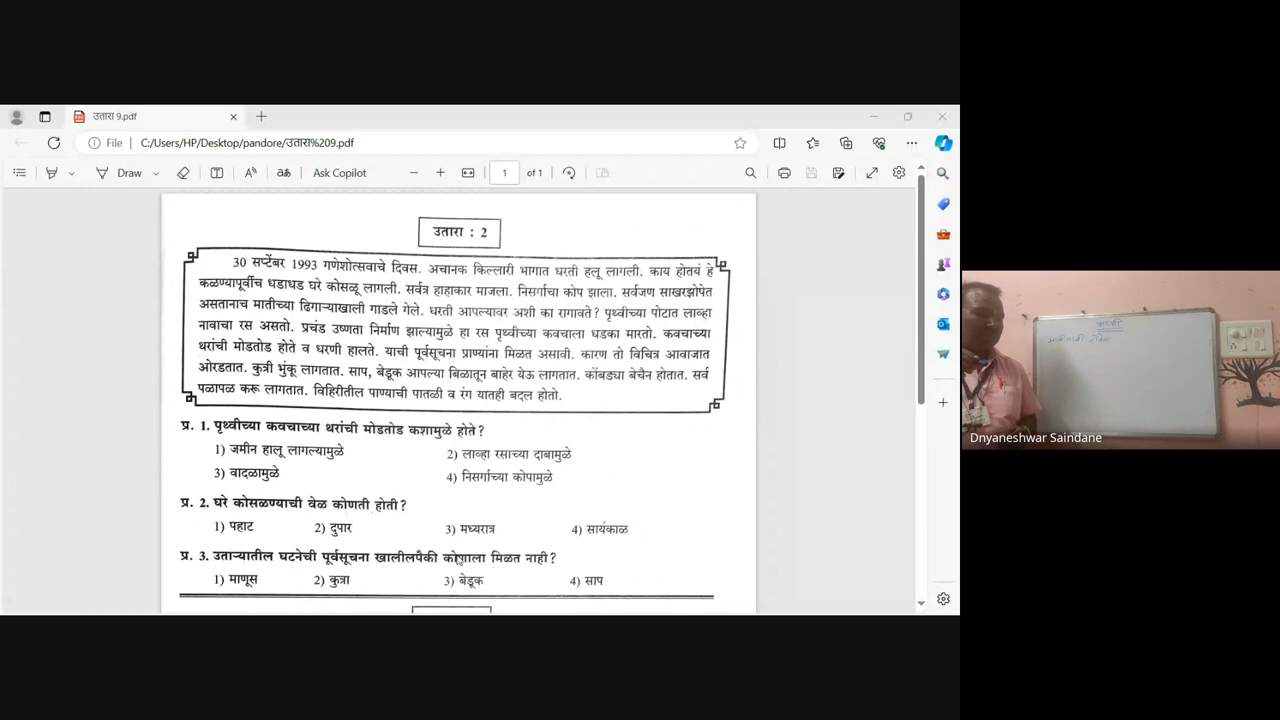 उतारा 9.pdf
File
C:/Users/HP/Desktop/pandore/उतारा%209.pdf
Draw
Ask Copilot
1
of 1
उतारा : 2
30 सप्टेंबर 1993 गणेशोत्सवाचे दिवस. अचानक किल्लारी भागात धरती हलू लागली. काय होतयं हे
कळण्यापूर्वीच धडाधड घरे कोसळू लागली. सर्वत्र हाहाकार माजला. निसर्गाचा कोप झाला. सर्वजण साखरझोपेत
असतानाच मातीच्या ढिगाऱ्याखाली गाडले गेले. धरती आपल्यावर अशी का रागावते? पृथ्वीच्या पोटात लाव्हा
नावाचा रस असतो. प्रचंड उष्णता निर्माण झाल्यामुळे हा रस पृथ्वीच्या कवचाला धडका मारतो. कवचाच्या
थरांची मोडतोड होते व धरणी हालते. याची पूर्वसूचना प्राण्यांना मिळत असावी. कारण तो विचित्र आवाजात
ओरडतात. कुत्री भुंकू लागतात. साप, बेडूक आपल्या बिळातून बाहेर येऊ लागतात. कोंबड्या बेचैन होतात. सर्व
पळापळ करू लागतात. विहिरीतील पाण्याची पातळी व रंग यातही बदल होतो.
प्र. 1. पृथ्वीच्या कवचाच्या थरांची मोडतोड कशामुळे होते?
1) जमीन हालू लागल्यामुळे 2) लाव्हा रसाच्या दाबामुळे
3) वादळामुळे 4) निसर्गाच्या कोपामुळे
प्र. 2. घरे कोसळण्याची वेळ कोणती होती?
1) पहाट 2) दुपार 3) मध्यरात्र 4) सायंकाळ
प्र. 3. उताऱ्यातील घटनेची पूर्वसूचना खालीलपैकी कोणाला मिळत नाही?
1) माणूस 2) कुत्रा 3) बेडूक 4) साप
Dnyaneshwar Saindane